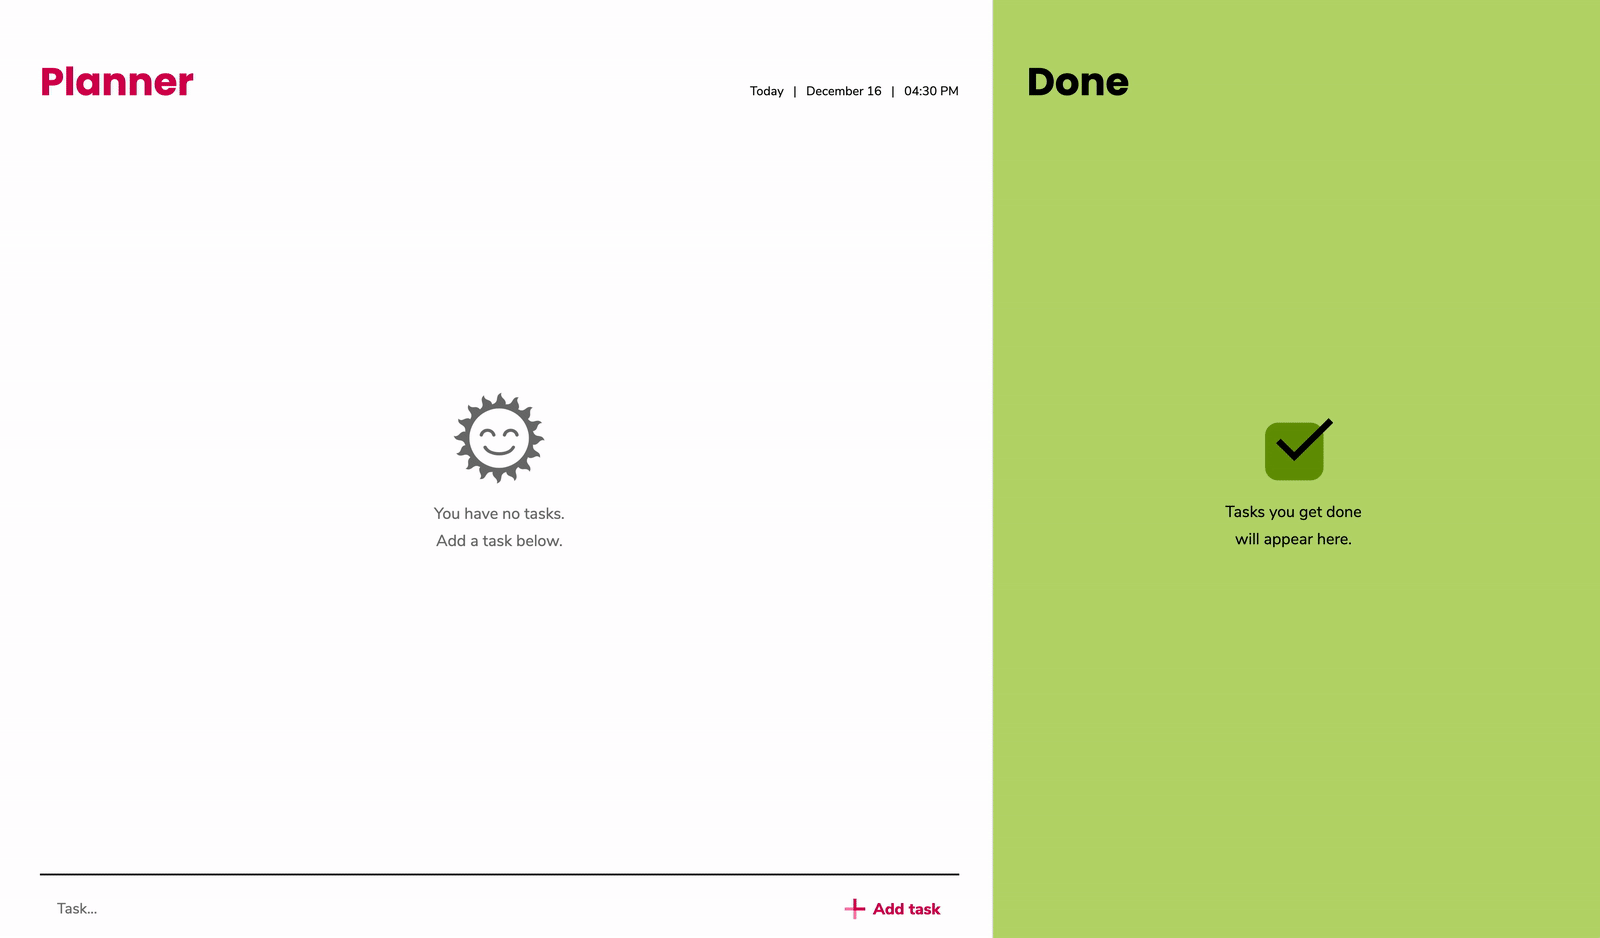 Planner
Today | December 16 | 04:30 PM
You have no tasks.
Add a task below.
Task...
Add task
Done
Tasks you get done
will appear here.